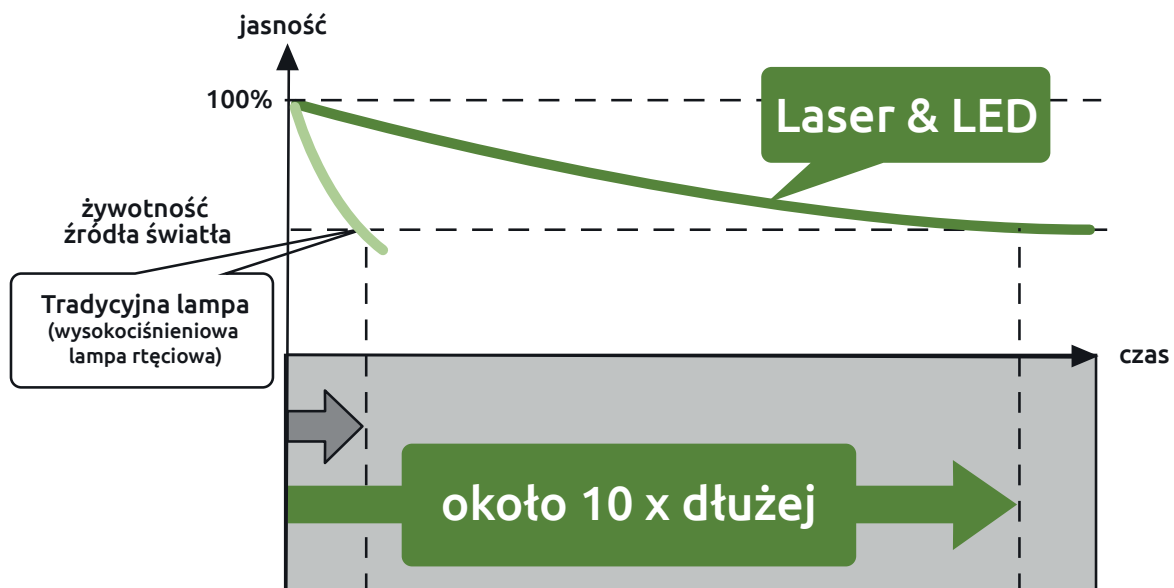 jasność
100%
Laser & LED
żywotność
źródła światła
Tradycyjna lampa
(wysokociśnieniowa
lampa rtęciowa)
czas
około 10 x dłużej